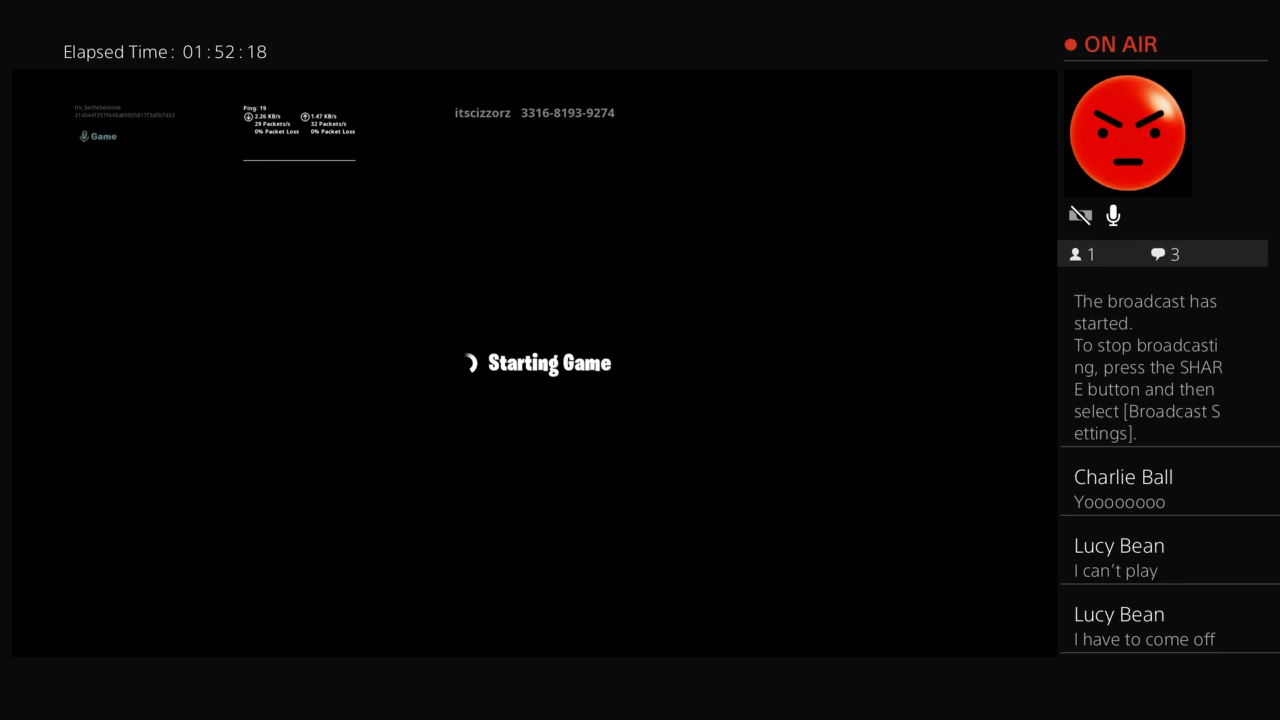 Elapsed Time: 01:52:18
ON AIR
Ping: 19
2.26 KB/s 1.47 KB/s
29 Packets/s 32 Packets/s
0% Packet Loss 0% Packet Loss
Game
itscizzorz 3316-8193-9274
Starting Game
1 3
The broadcast has
started.
To stop broadcasti
ng, press the SHAR
E button and then
select [Broadcast S
ettings].
Charlie Ball
Yoooooooo
Lucy Bean
I can't play
Lucy Bean
I have to come off